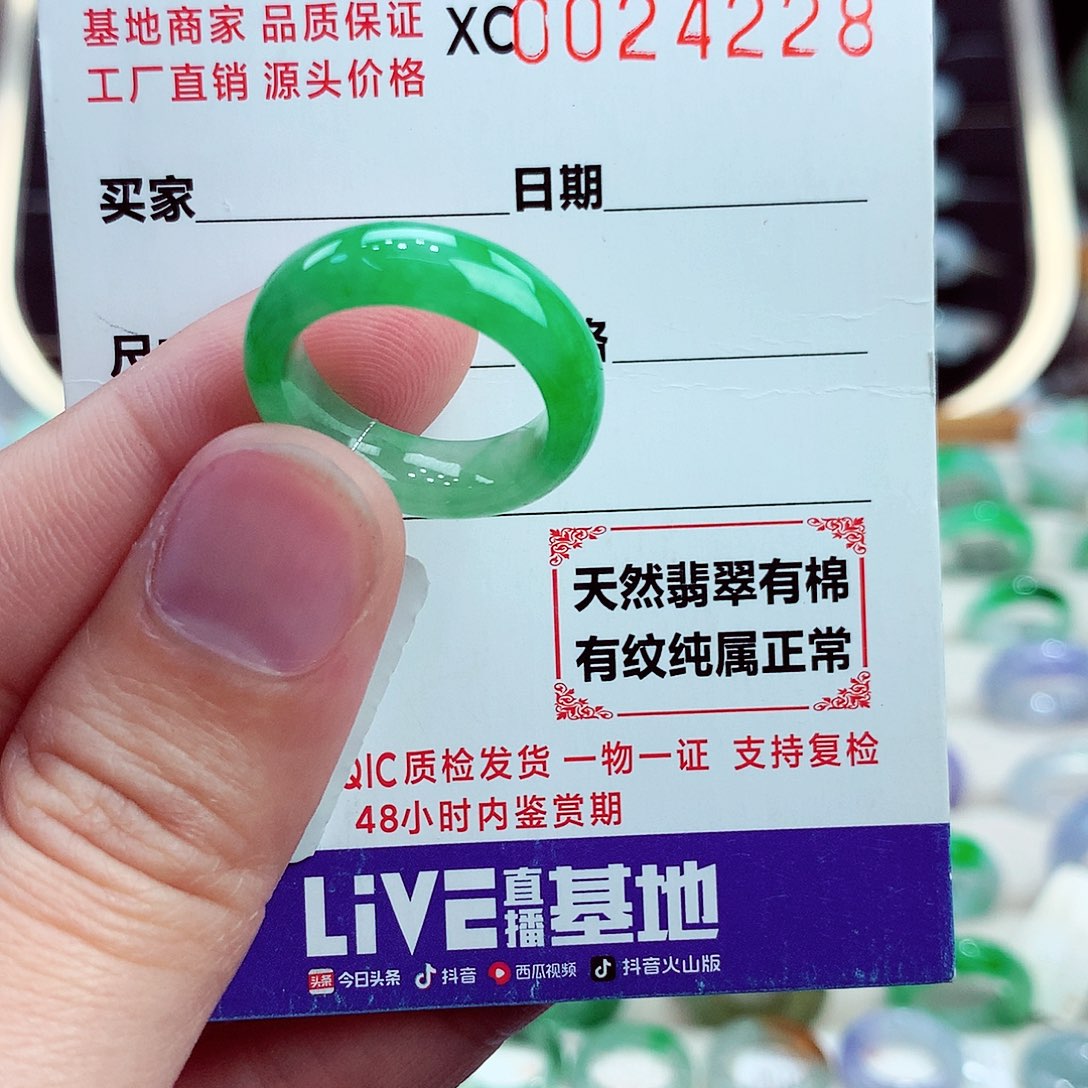 基地商家 品质保证
工厂直销 源头价格
XC0024228
买家
日期
尺
格
天然翡翠有棉
有纹纯属正常
QIC质检发货 一物一证 支持复检
48小时内鉴赏期
LiVE直播基地
头条 今日头条 抖音 西瓜视频 抖音火山版